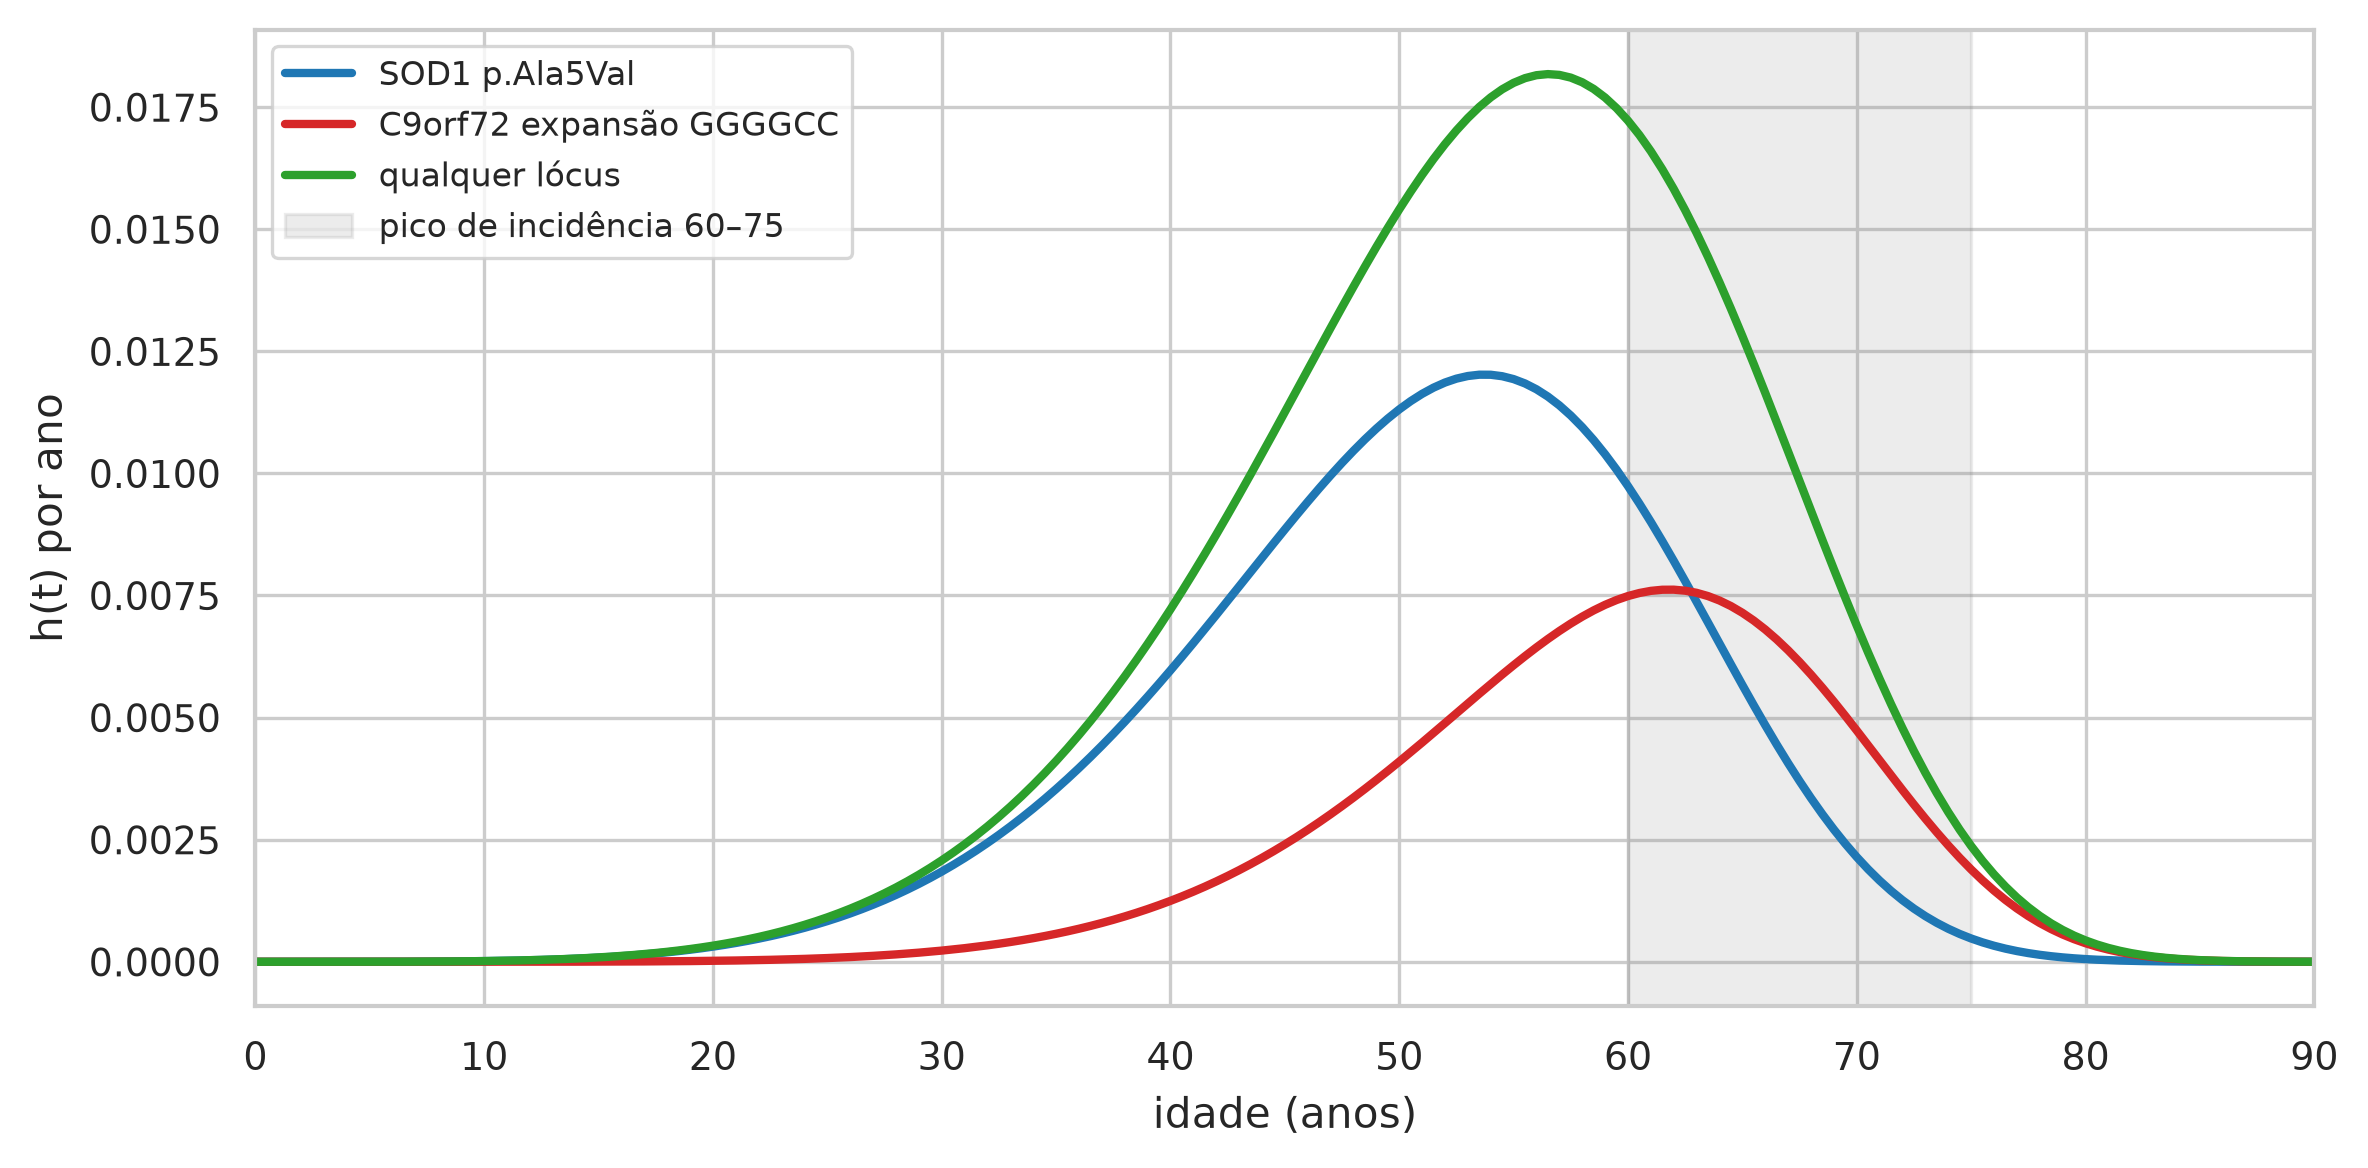 SOD1 p.Ala5Val
C9orf72 expansão GGGGCC
qualquer lócus
pico de incidência 60–75
h(t) por ano
0.0175
0.0150
0.0125
0.0100
0.0075
0.0050
0.0025
0.0000
0 10 20 30 40 50 60 70 80 90
idade (anos)